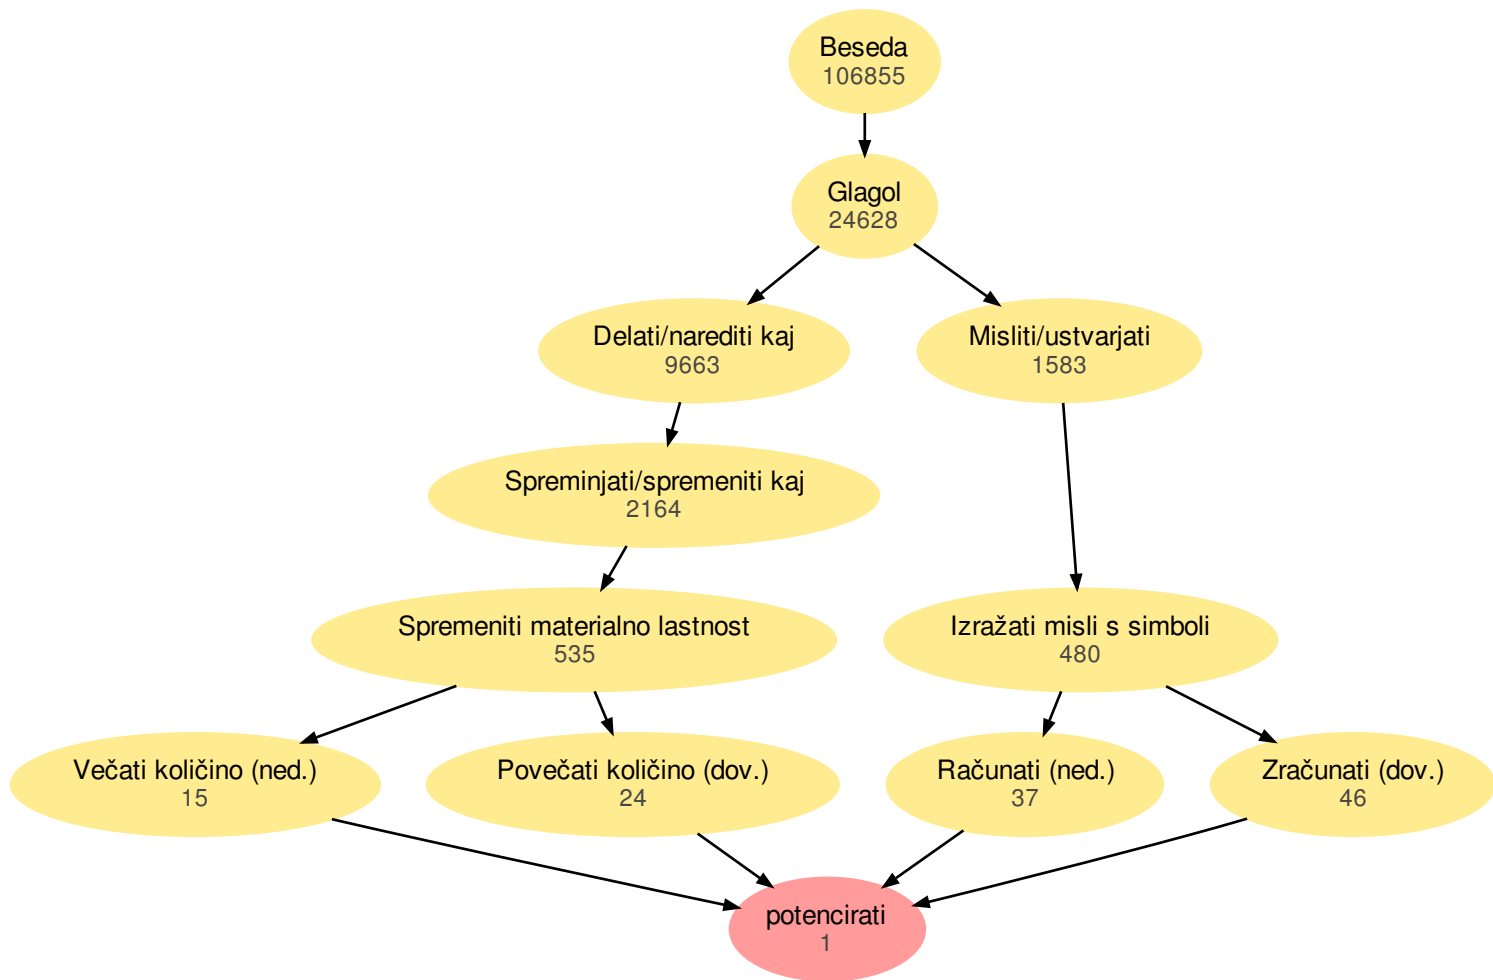 Beseda
106855
Glagol
24628
Delati/narediti kaj
9663
Misliti/ustvarjati
1583
Spreminjati/spremeniti kaj
2164
Spremeniti materialno lastnost
535
Izražati misli s simboli
480
Večati količino (ned.)
15
Povečati količino (dov.)
24
Računati (ned.)
37
Zračunati (dov.)
46
potencirati
1